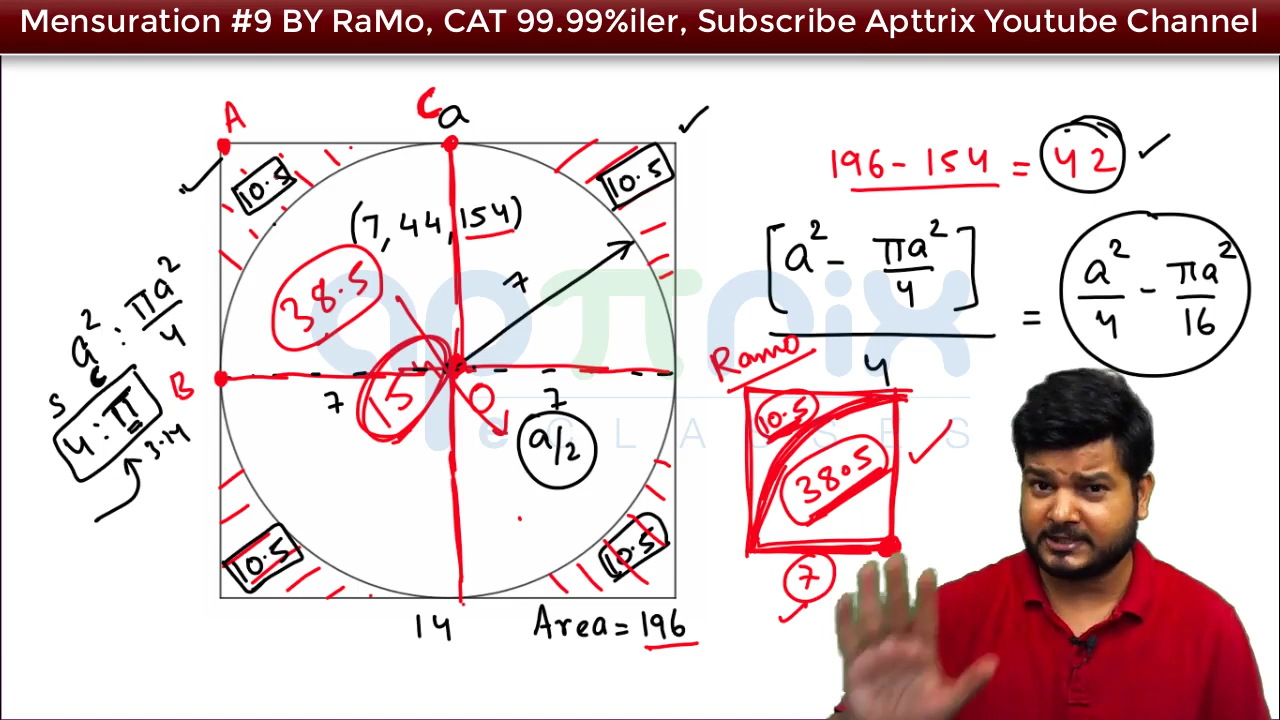 Mensuration #9 BY RaMo, CAT 99.99%iler, Subscribe Apttrix Youtube Channel
A
C
a
10.5
10.5
196 - 154 = 42
(7, 44, 154)
[a² - πa²/4] / 4 = a²/4 - πa²/16
38.5
7
a² : πa²/4
S
C
4 : π
3.14
B
O
7
15
7
a/2
apπrix
CLASSES
Ramo
10.5
38.5
7
10.5
10.5
14
Area = 196